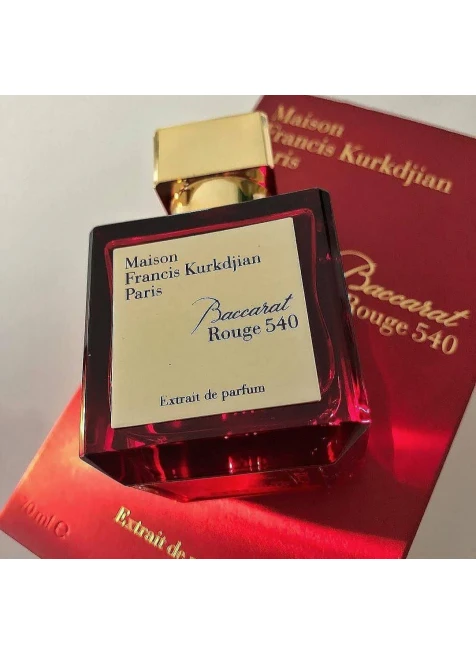 Maison
Francis Kurkdjian
Paris
Baccarat
Rouge 540
Extrait de parfum
Maison
Francis Kurkdjian
Paris
Baccarat
Rouge 540
Extrait de
ml ℮